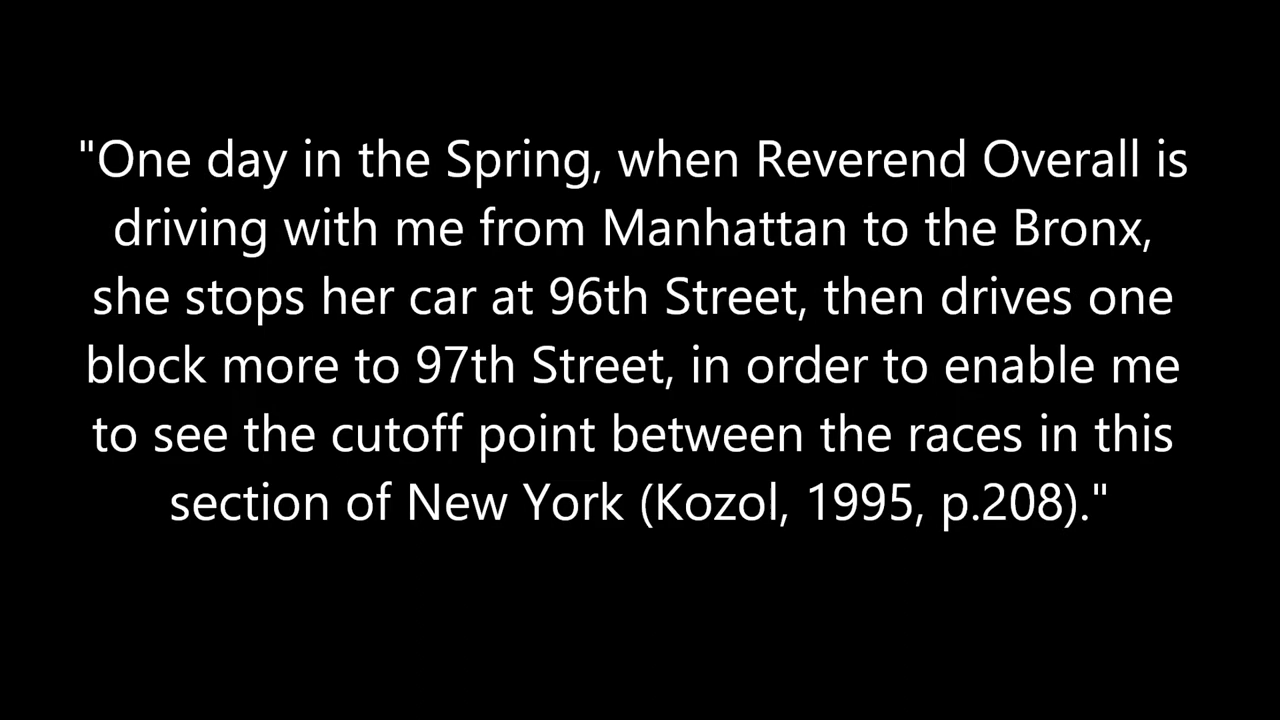 "One day in the Spring, when Reverend Overall is
driving with me from Manhattan to the Bronx,
she stops her car at 96th Street, then drives one
block more to 97th Street, in order to enable me
to see the cutoff point between the races in this
section of New York (Kozol, 1995, p.208)."